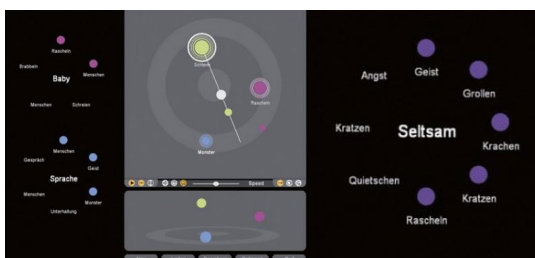 Rascheln
Brabbeln
Menschen
Baby
Menschen
Schreien
Menschen
Gespräch
Geist
Sprache
Menschen
Monster
Unterhaltung
Schreien
Rascheln
Monster
Speed
Angst
Geist
Grollen
Kratzen
Seltsam
Krachen
Quietschen
Kratzen
Rascheln